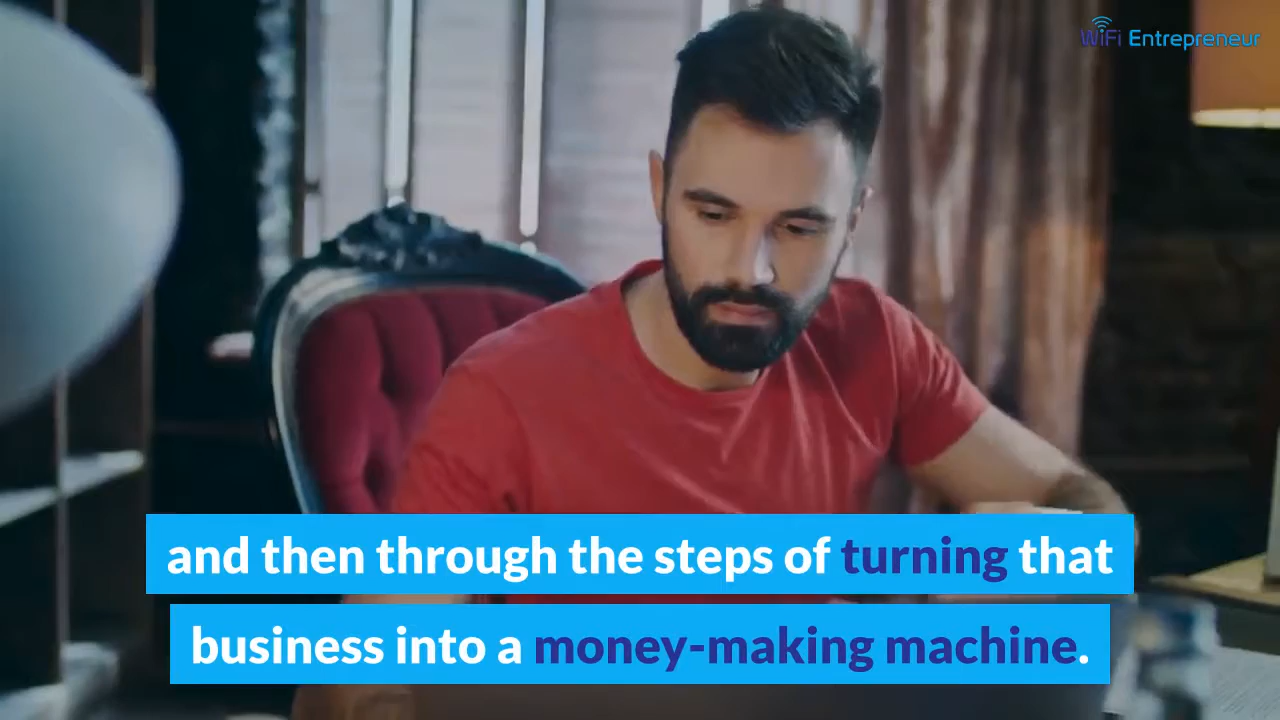 WiFi Entrepreneur
and then through the steps of turning that
business into a money-making machine.